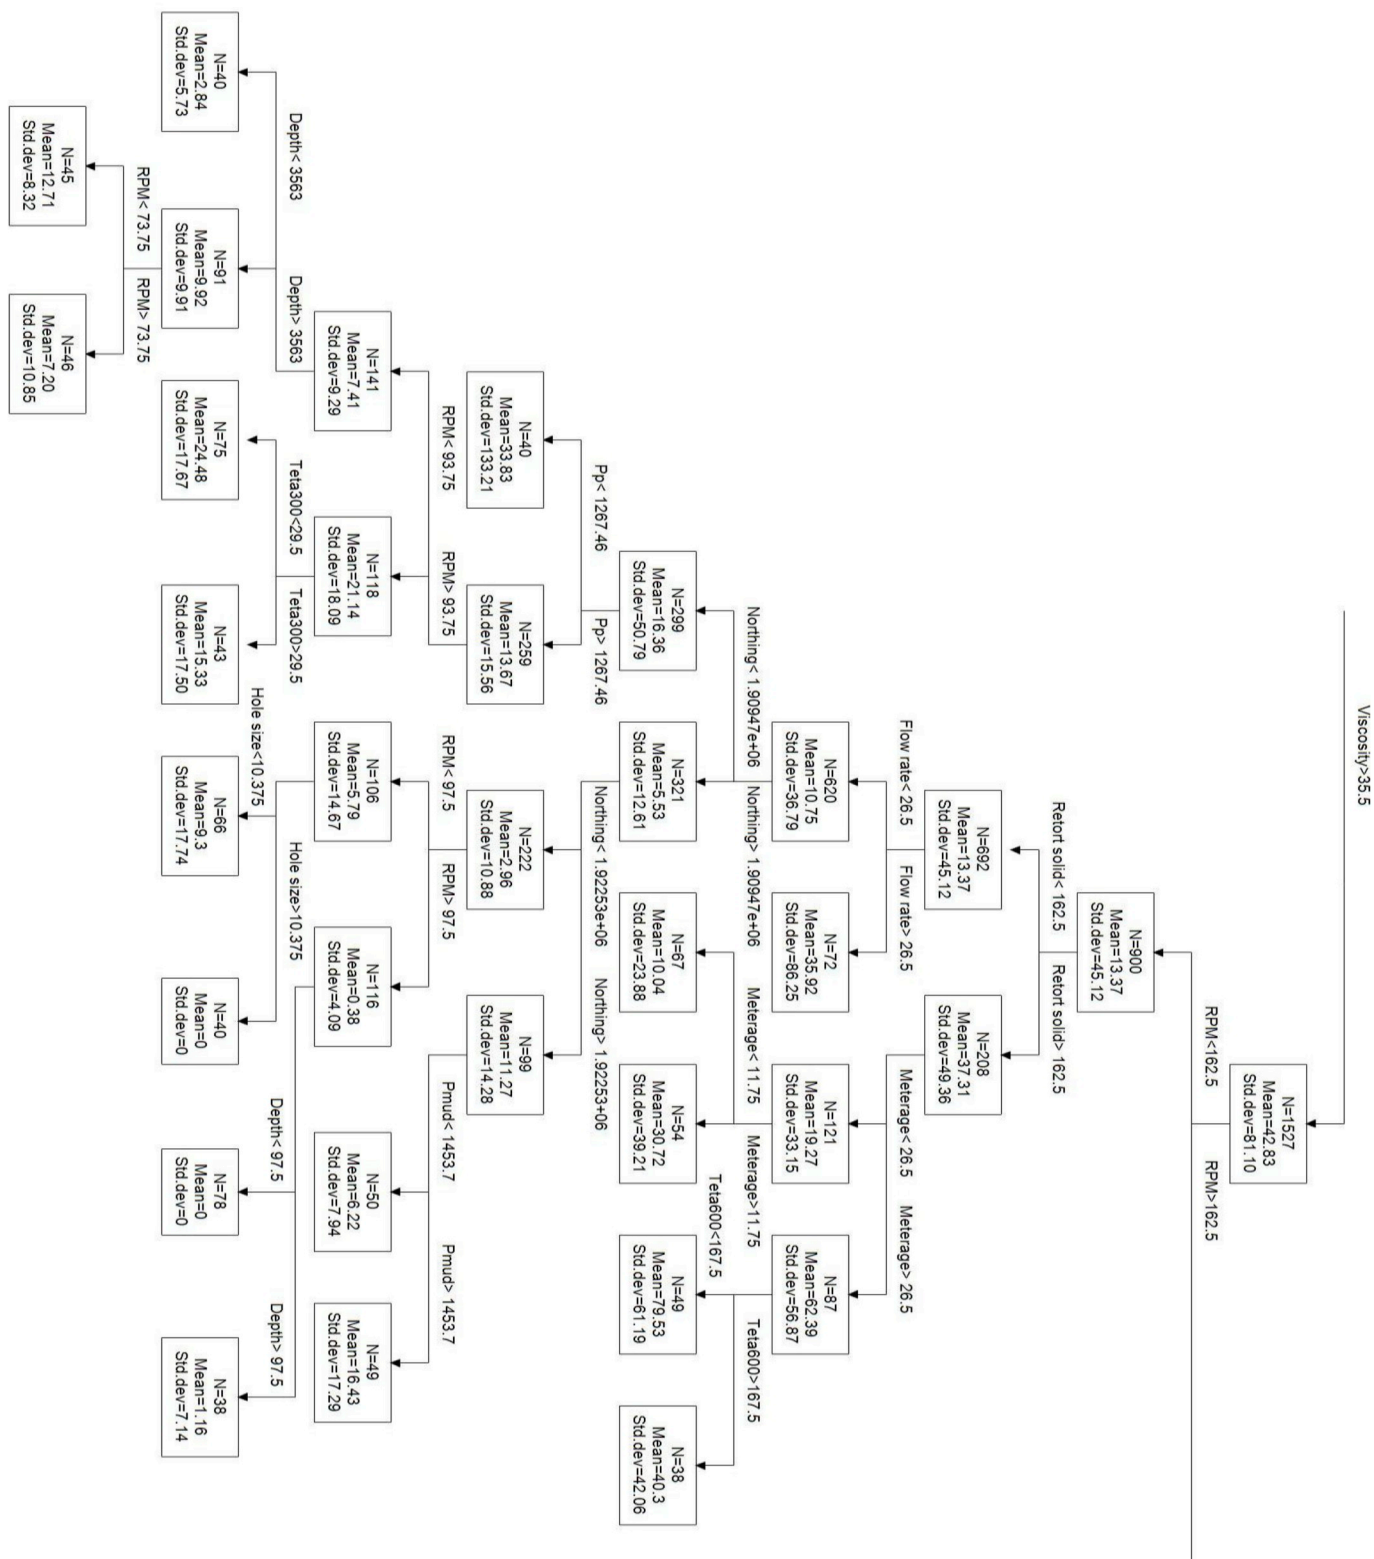 Viscosity>35.5
N=1527
Mean=42.83
Std.dev=81.10
RPM<162.5
RPM>162.5
N=900
Mean=13.37
Std.dev=45.12
Retort solid< 162.5
Retort solid> 162.5
N=692
Mean=13.37
Std.dev=45.12
N=208
Mean=37.31
Std.dev=49.36
Flow rate< 26.5
Flow rate> 26.5
Meterage< 26.5
Meterage> 26.5
N=620
Mean=10.75
Std.dev=36.79
N=72
Mean=35.92
Std.dev=86.25
N=121
Mean=19.27
Std.dev=33.15
N=87
Mean=62.39
Std.dev=56.87
Northing< 1.90947e+06
Northing> 1.90947e+06
Meterage< 11.75
Meterage>11.75
Teta600<167.5
Teta600>167.5
N=299
Mean=16.36
Std.dev=50.79
N=321
Mean=5.53
Std.dev=12.61
N=67
Mean=10.04
Std.dev=23.88
N=54
Mean=30.72
Std.dev=39.21
N=49
Mean=79.53
Std.dev=61.19
N=38
Mean=40.3
Std.dev=42.06
Pp< 1267.46
Pp> 1267.46
Northing< 1.92253e+06
Northing> 1.92253+06
N=40
Mean=33.83
Std.dev=133.21
N=259
Mean=13.67
Std.dev=15.56
N=222
Mean=2.96
Std.dev=10.88
N=99
Mean=11.27
Std.dev=14.28
RPM< 93.75
RPM> 93.75
RPM< 97.5
RPM> 97.5
Pmud< 1453.7
Pmud> 1453.7
N=141
Mean=7.41
Std.dev=9.29
N=118
Mean=21.14
Std.dev=18.09
N=106
Mean=5.79
Std.dev=14.67
N=116
Mean=0.38
Std.dev=4.09
N=50
Mean=6.22
Std.dev=7.94
N=49
Mean=16.43
Std.dev=17.29
Depth< 3563
Depth> 3563
Teta300<29.5
Teta300>29.5
Hole size<10.375
Hole size>10.375
Depth< 97.5
Depth> 97.5
N=40
Mean=2.84
Std.dev=5.73
N=91
Mean=9.92
Std.dev=9.91
N=75
Mean=24.48
Std.dev=17.67
N=43
Mean=15.33
Std.dev=17.50
N=66
Mean=9.3
Std.dev=17.74
N=40
Mean=0
Std.dev=0
N=78
Mean=0
Std.dev=0
N=38
Mean=1.16
Std.dev=7.14
RPM< 73.75
RPM> 73.75
N=45
Mean=12.71
Std.dev=8.32
N=46
Mean=7.20
Std.dev=10.85